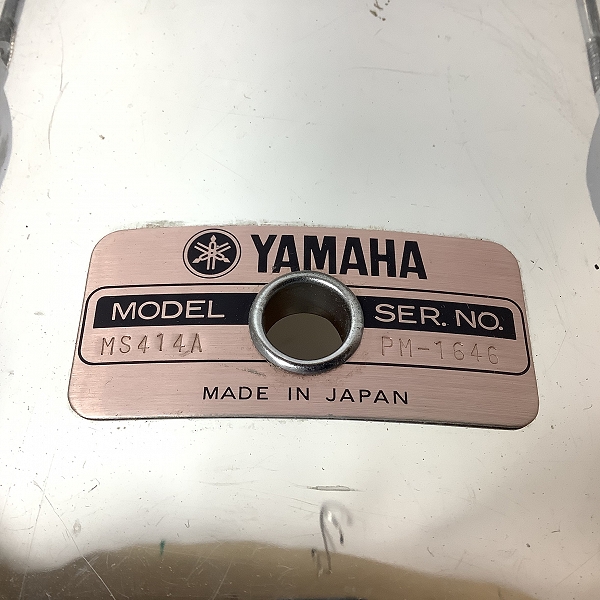 YAMAHA
MODEL SER. NO.
MS414A PM-1646
MADE IN JAPAN